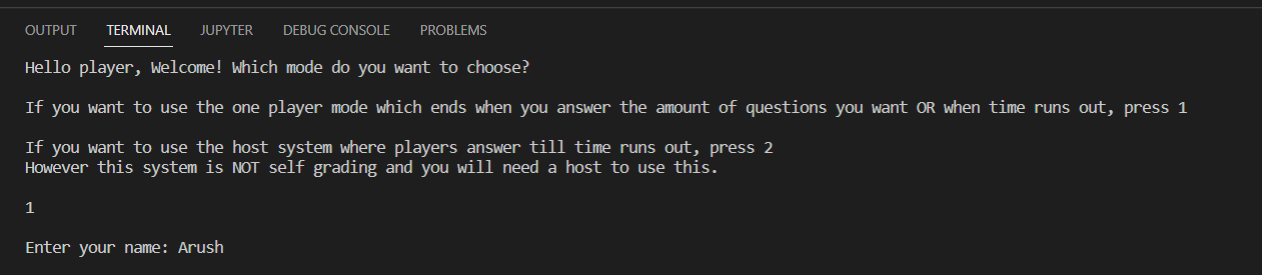 OUTPUT TERMINAL JUPYTER DEBUG CONSOLE PROBLEMS
Hello player, Welcome! Which mode do you want to choose?
If you want to use the one player mode which ends when you answer the amount of questions you want OR when time runs out, press 1
If you want to use the host system where players answer till time runs out, press 2
However this system is NOT self grading and you will need a host to use this.
1
Enter your name: Arush